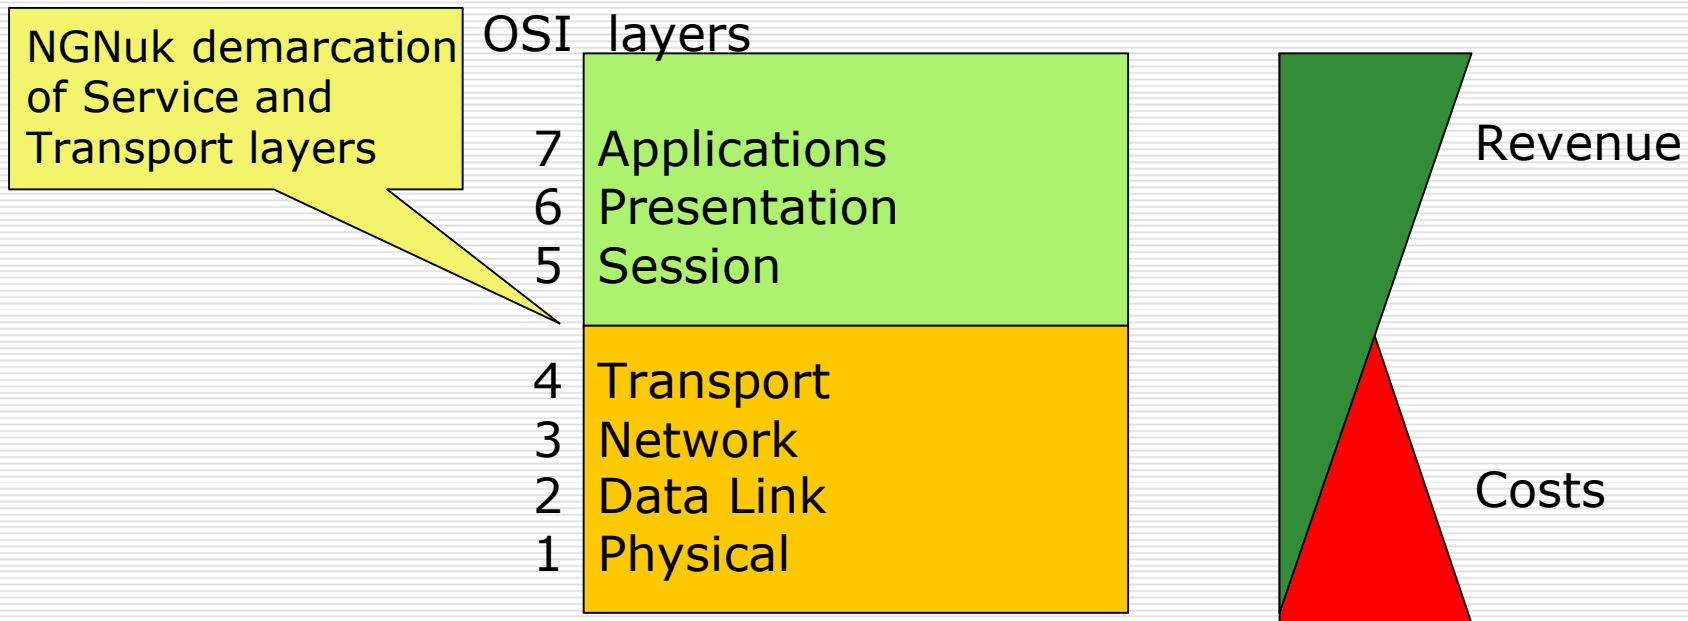 NGNuk demarcation
of Service and
Transport layers
OSI layers
7 Applications
6 Presentation
5 Session
4 Transport
3 Network
2 Data Link
1 Physical
Revenue
Costs